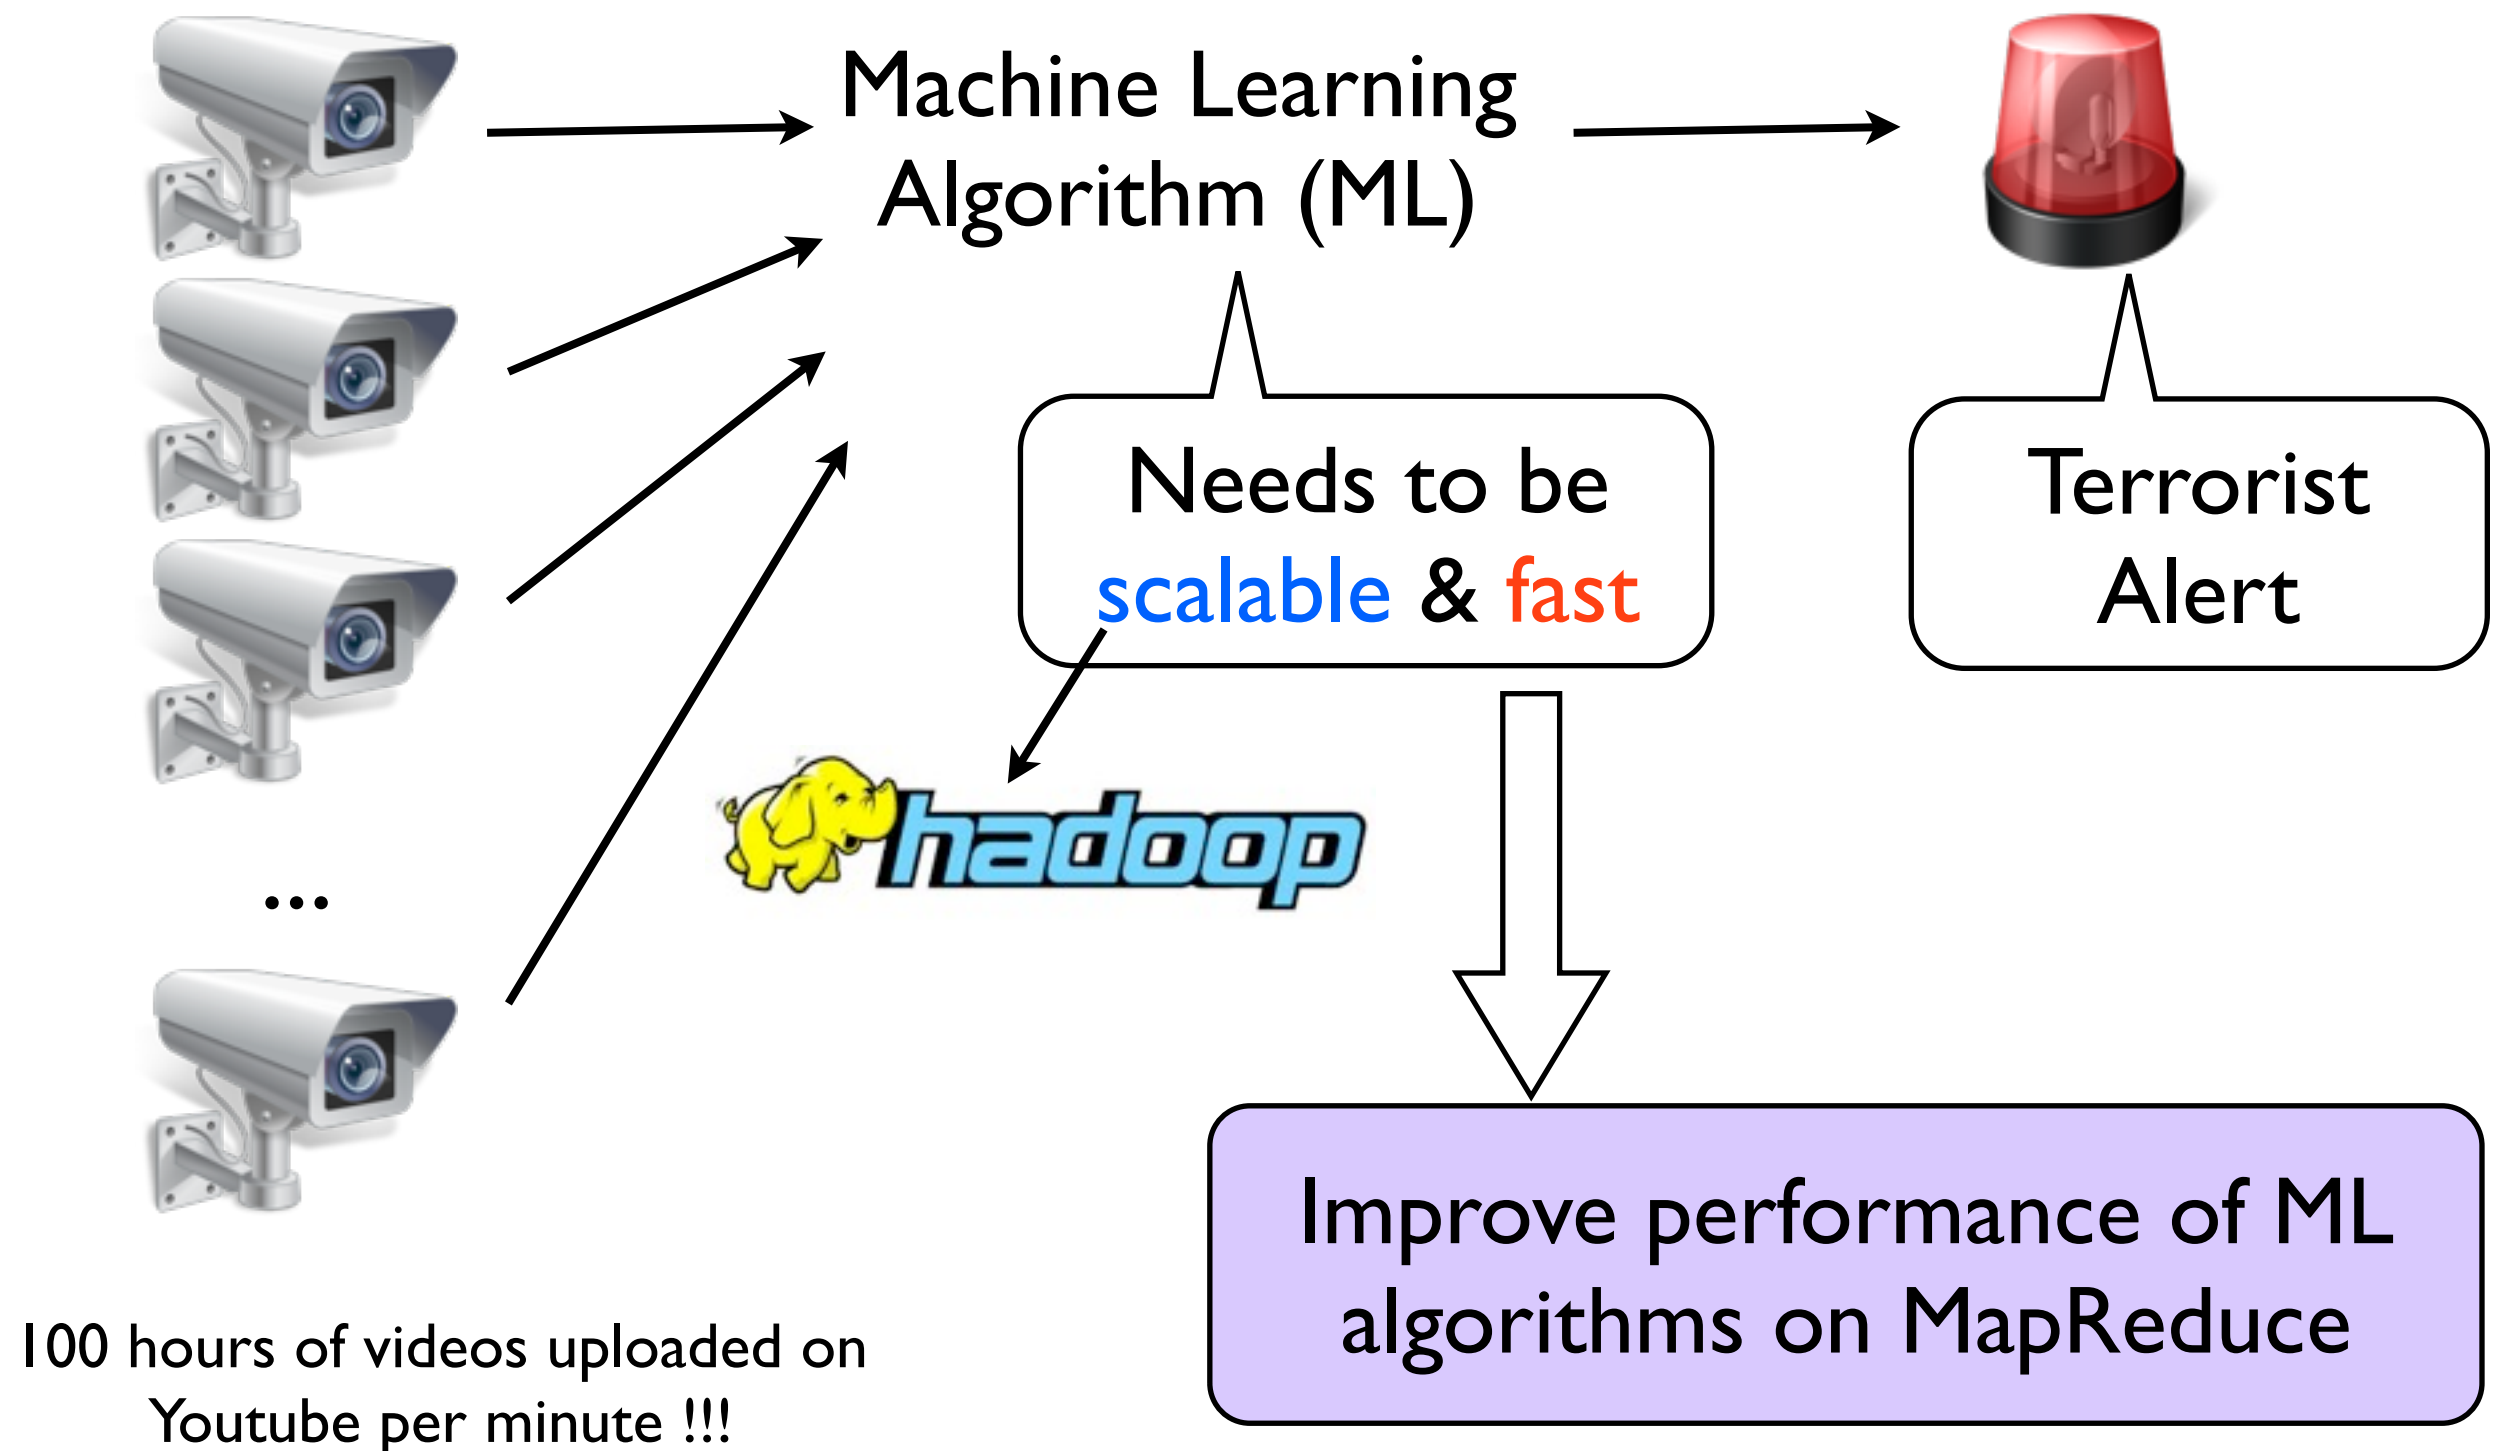 Machine Learning
Algorithm (ML)
Needs to be
scalable & fast
Terrorist
Alert
hadoop
...
Improve performance of ML
algorithms on MapReduce
100 hours of videos uploaded on
Youtube per minute !!!